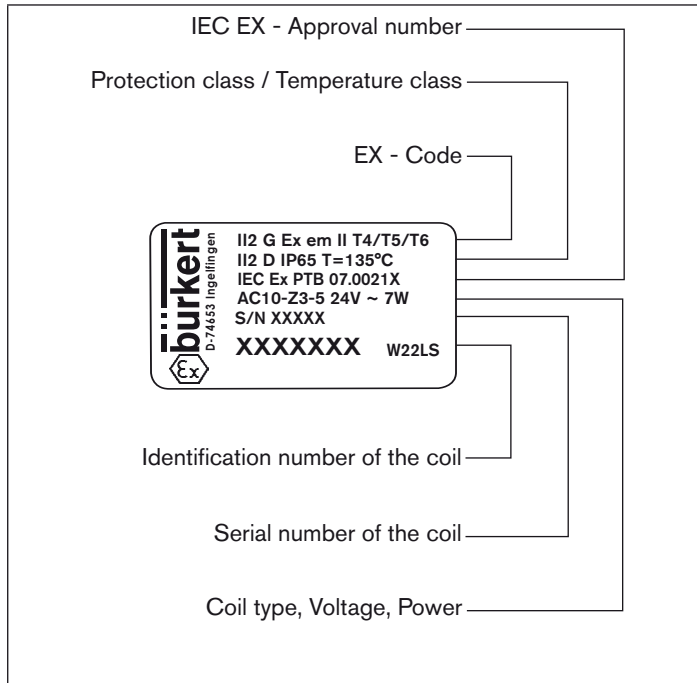 IEC EX - Approval number
Protection class / Temperature class
EX - Code
burkert
D-74653 Ingelfingen
Ex
II2 G Ex em II T4/T5/T6
II2 D IP65 T=135°C
IEC Ex PTB 07.0021X
AC10-Z3-5 24V ~ 7W
S/N XXXXX
XXXXXXX W22LS
Identification number of the coil
Serial number of the coil
Coil type, Voltage, Power